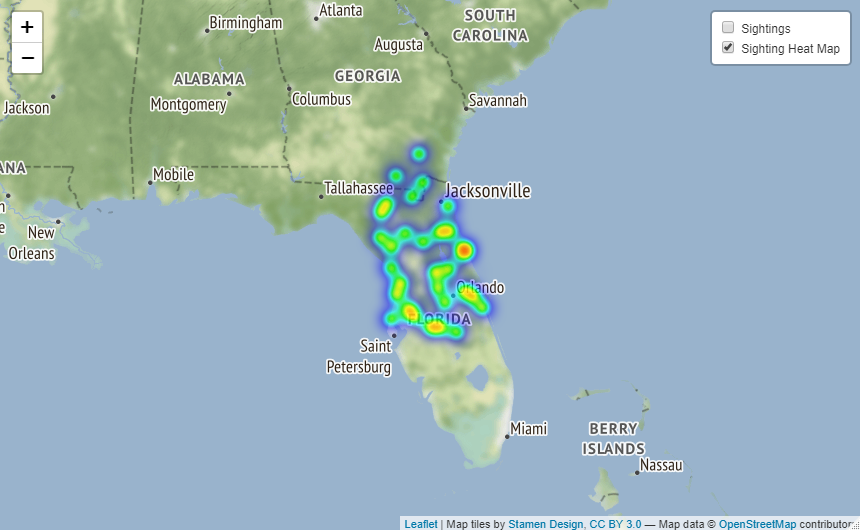 +
−
Birmingham
Atlanta
SOUTH
CAROLINA
Sightings
Sighting Heat Map
Augusta
ALABAMA
GEORGIA
Jackson
Montgomery
Columbus
Savannah
ANA
Mobile
Tallahassee
Jacksonville
New
Orleans
Orlando
FLORIDA
Saint
Petersburg
Miami
BERRY
ISLANDS
Nassau
Leaflet | Map tiles by Stamen Design, CC BY 3.0 — Map data © OpenStreetMap contributor